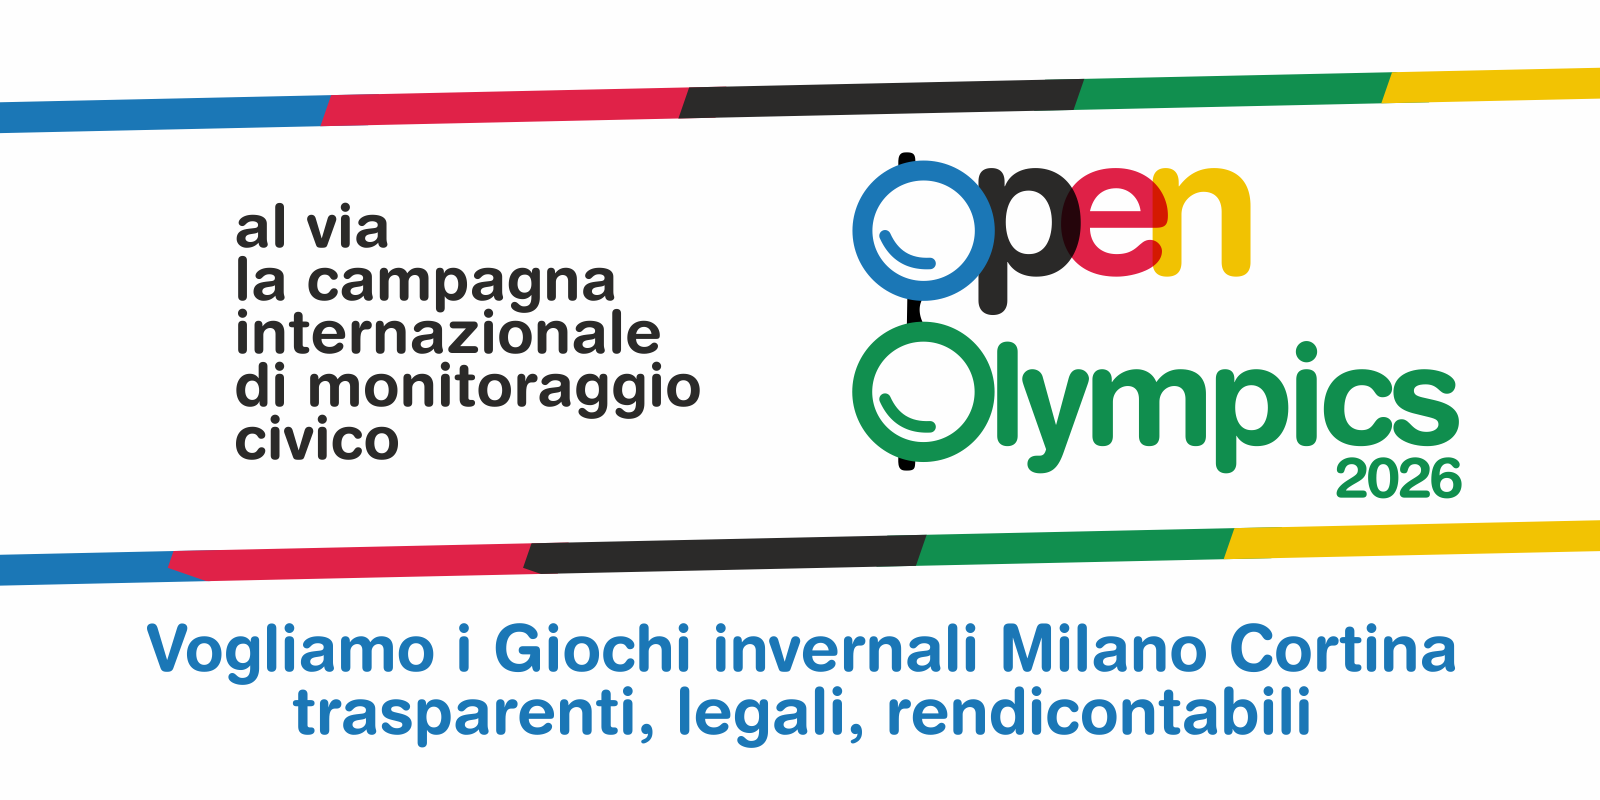 al via
la campagna
internazionale
di monitoraggio
civico
open
Olympics
2026
Vogliamo i Giochi invernali Milano Cortina
trasparenti, legali, rendicontabili